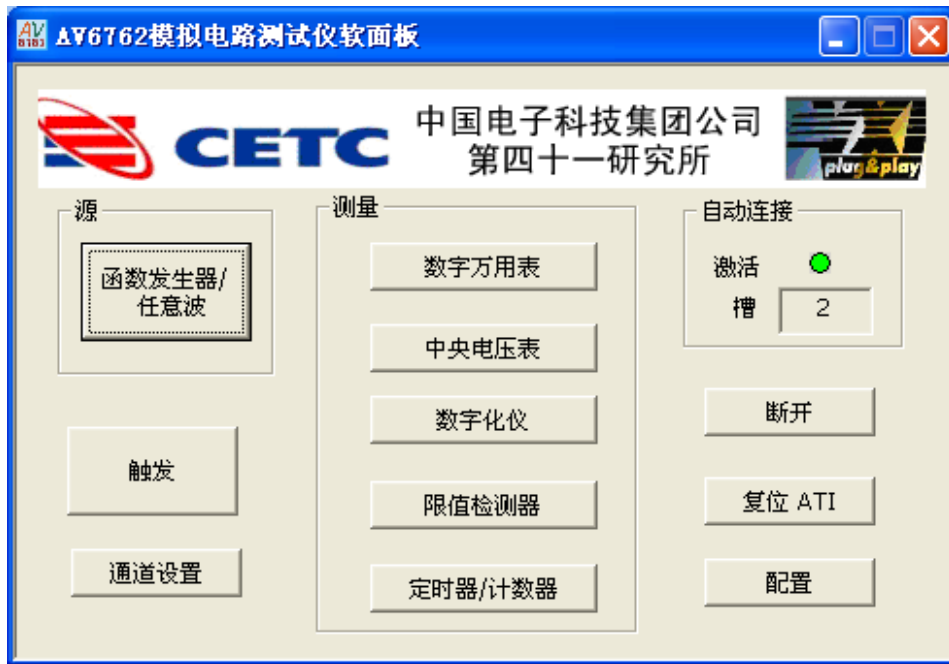 AV6762模拟电路测试仪软面板
CETC
中国电子科技集团公司
第四十一研究所
plug&play
源
函数发生器/
任意波
触发
通道设置
测量
数字万用表
中央电压表
数字化仪
限值检测器
定时器/计数器
自动连接
激活
槽 2
断开
复位 ATI
配置